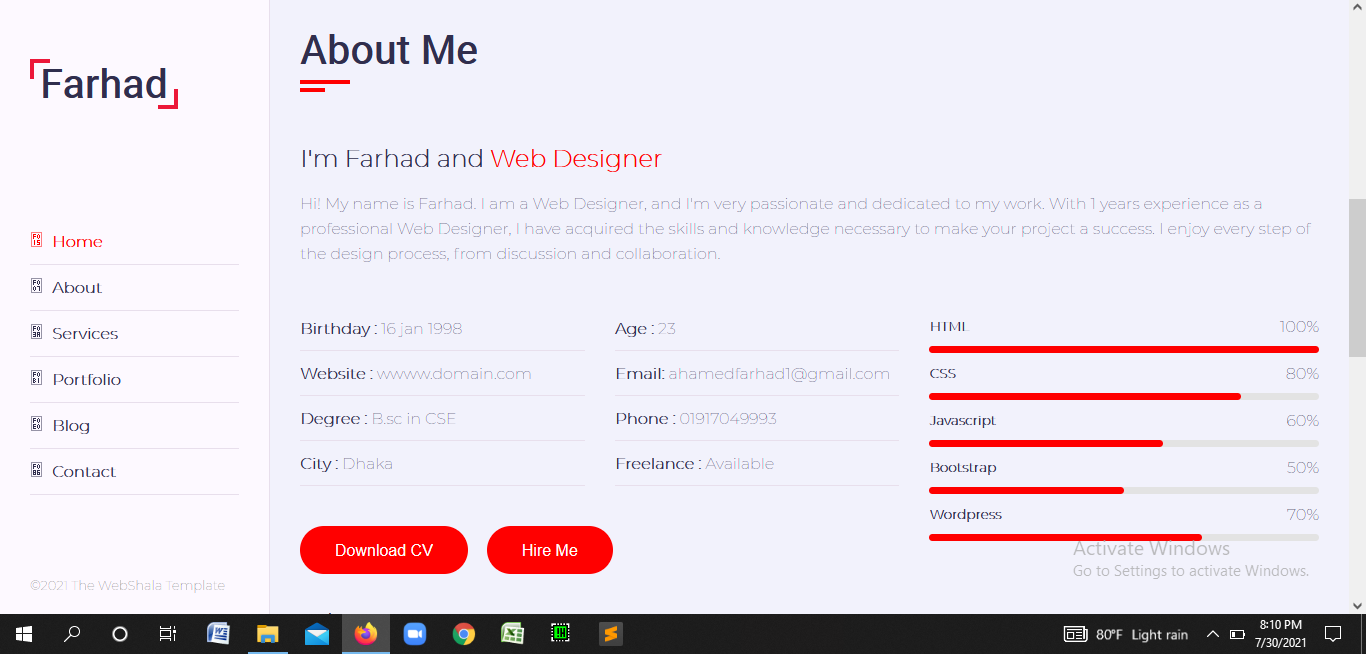 Farhad
Home
About
Services
Portfolio
Blog
Contact
©2021 The WebShala Template
About Me
I'm Farhad and Web Designer
Hi! My name is Farhad. I am a Web Designer, and I'm very passionate and dedicated to my work. With 1 years experience as a
professional Web Designer, I have acquired the skills and knowledge necessary to make your project a success. I enjoy every step of
the design process, from discussion and collaboration.
Birthday : 16 jan 1998
Age : 23
Website : wwww.domain.com
Email: ahamedfarhad1@gmail.com
Degree : B.sc in CSE
Phone : 01917049993
City : Dhaka
Freelance : Available
HTML 100%
CSS 80%
Javascript 60%
Bootstrap 50%
Wordpress 70%
Download CV
Hire Me
Activate Windows
Go to Settings to activate Windows.
80°F Light rain
8:10 PM
7/30/2021